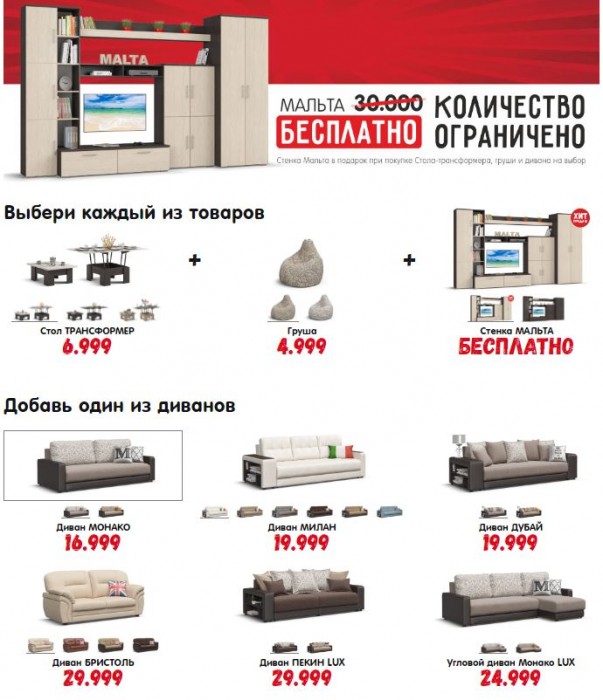 MALTA
МАЛЬТА 30.000 КОЛИЧЕСТВО
БЕСПЛАТНО ОГРАНИЧЕНО
Стенка Мальта в подарок при покупке Стола-трансформера, груши и дивана на выбор
Выбери каждый из товаров
ХИТ
MALTA
+ +
Стол ТРАНСФОРМЕР Груша Стенка МАЛЬТА
6.999 4.999 БЕСПЛАТНО
Добавь один из диванов
M M
Диван МОНАКО Диван МИЛАН Диван ДУБАЙ
16.999 19.999 19.999
M
Диван БРИСТОЛЬ Диван ПЕКИН LUX Угловой диван Монако LUX
29.999 29.999 24.999